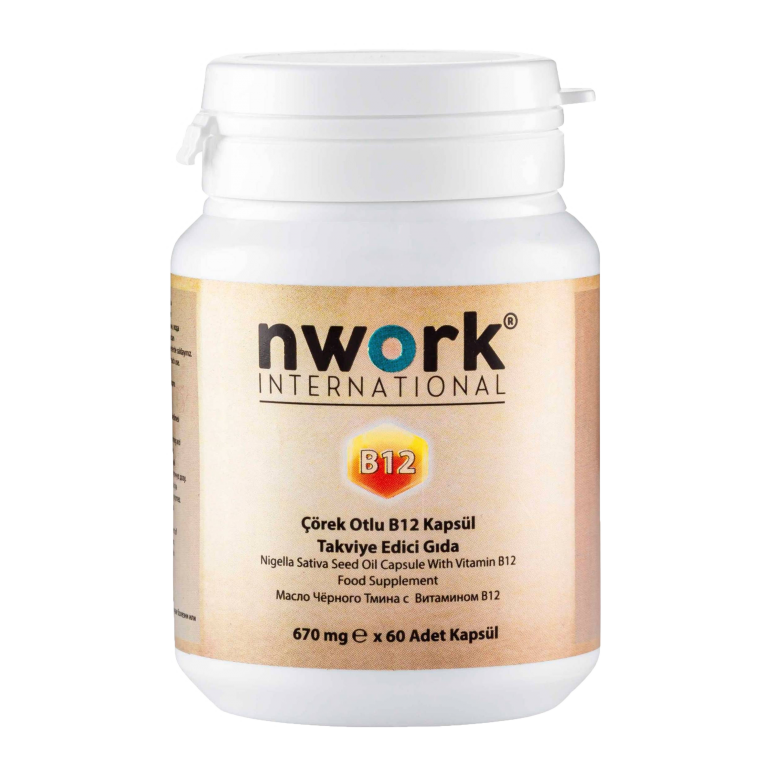 nwork®
INTERNATIONAL
B12
Çörek Otlu B12 Kapsül
Takviye Edici Gıda
Nigella Sativa Seed Oil Capsule With Vitamin B12
Food Supplement
Масло Чёрного Тмина с Витамином B12
670 mg ℮ x 60 Adet Kapsül